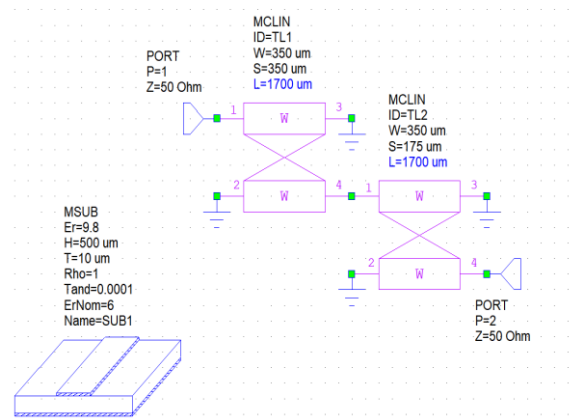 MCLIN
ID=TL1
W=350 um
S=350 um
L=1700 um
PORT
P=1
Z=50 Ohm
1
W
3
2
W
4
MCLIN
ID=TL2
W=350 um
S=175 um
L=1700 um
1
W
3
2
W
4
PORT
P=2
Z=50 Ohm
MSUB
Er=9.8
H=500 um
T=10 um
Rho=1
Tand=0.0001
ErNom=6
Name=SUB1